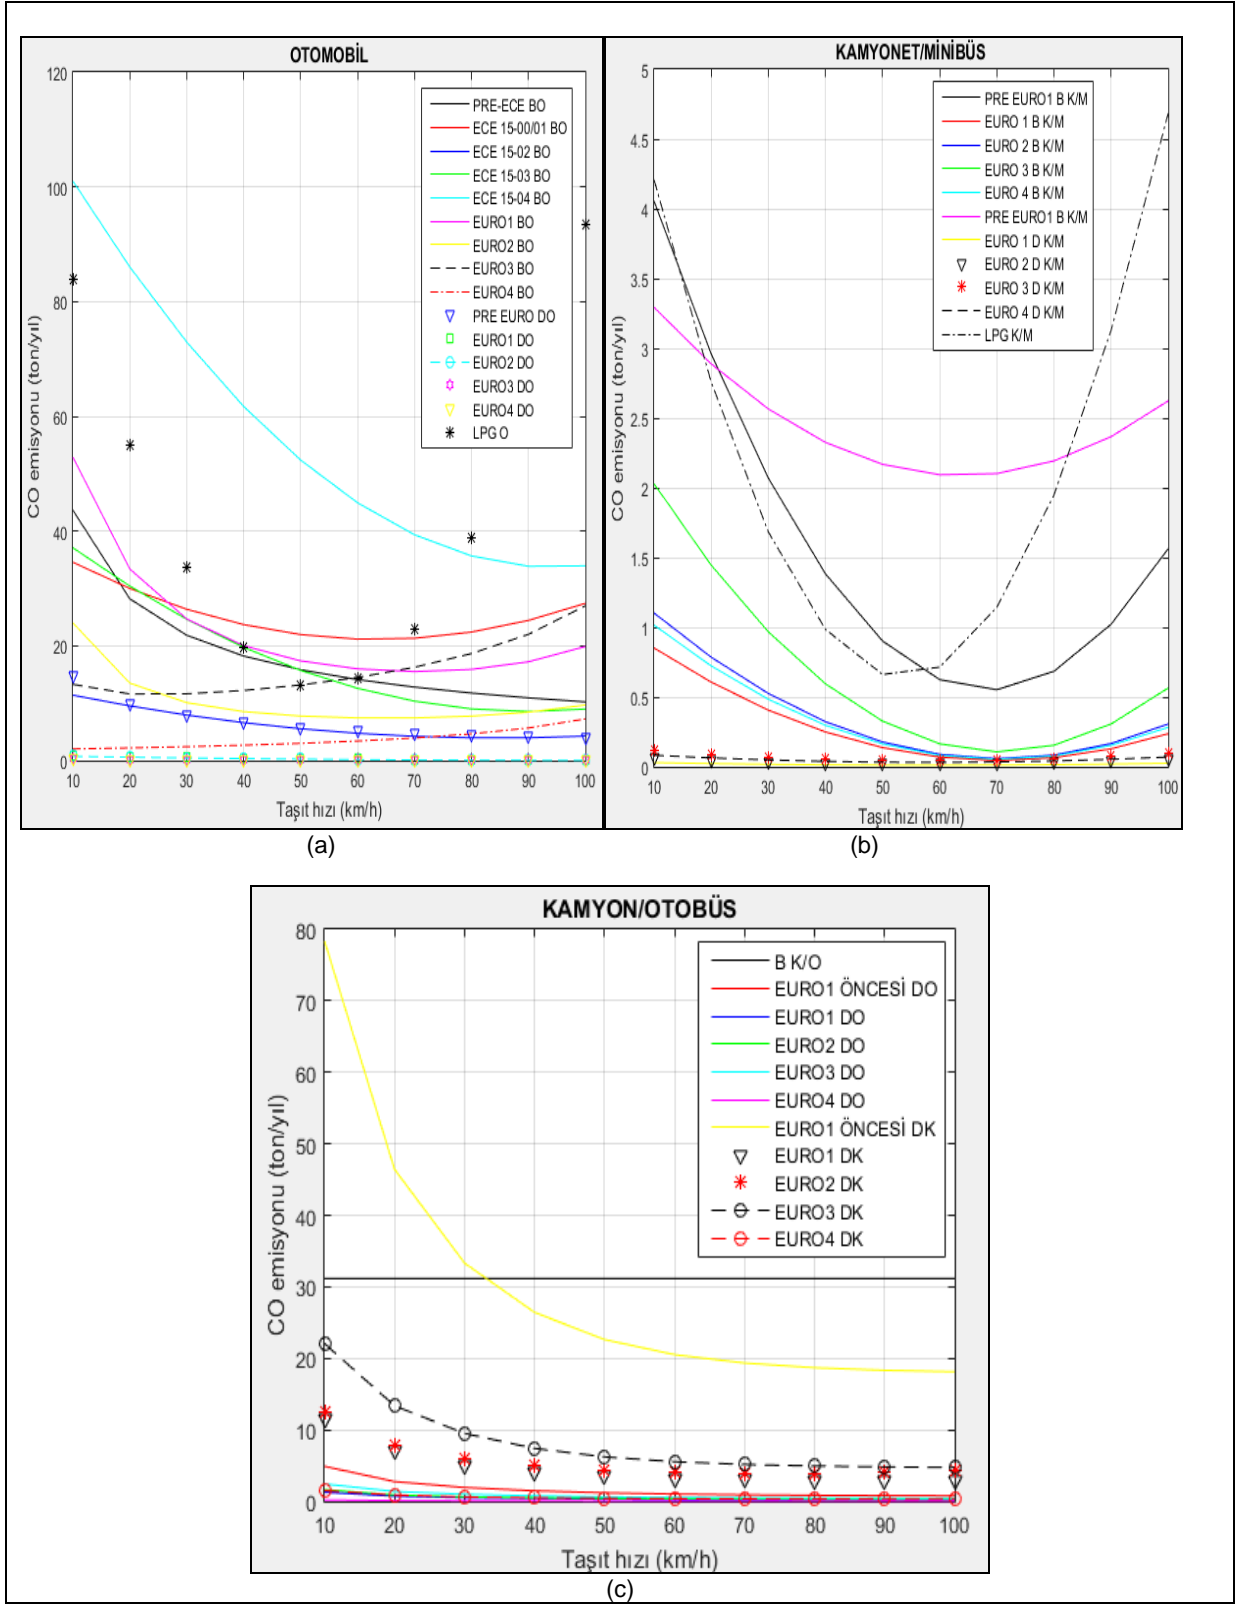 OTOMOBİL
120
100
80
60
40
20
0
CO emisyonu (ton/yıl)
10 20 30 40 50 60 70 80 90 100
Taşıt hızı (km/h)
PRE-ECE BO
ECE 15-00/01 BO
ECE 15-02 BO
ECE 15-03 BO
ECE 15-04 BO
EURO1 BO
EURO2 BO
EURO3 BO
EURO4 BO
PRE EURO DO
EURO1 DO
EURO2 DO
EURO3 DO
EURO4 DO
LPG O
(a)
KAMYONET/MİNİBÜS
5
4.5
4
3.5
3
2.5
2
1.5
1
0.5
0
CO emisyonu (ton/yıl)
10 20 30 40 50 60 70 80 90 100
Taşıt hızı (km/h)
PRE EURO1 B K/M
EURO 1 B K/M
EURO 2 B K/M
EURO 3 B K/M
EURO 4 B K/M
PRE EURO1 B K/M
EURO 1 D K/M
EURO 2 D K/M
EURO 3 D K/M
EURO 4 D K/M
LPG K/M
(b)
KAMYON/OTOBÜS
80
70
60
50
40
30
20
10
0
CO emisyonu (ton/yıl)
10 20 30 40 50 60 70 80 90 100
Taşıt hızı (km/h)
B K/O
EURO1 ÖNCESİ DO
EURO1 DO
EURO2 DO
EURO3 DO
EURO4 DO
EURO1 ÖNCESİ DK
EURO1 DK
EURO2 DK
EURO3 DK
EURO4 DK
(c)